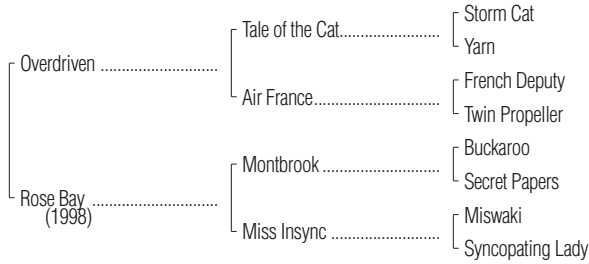 Storm Cat
Tale of the Cat
Yarn
Overdriven
French Deputy
Air France
Twin Propeller
Buckaroo
Montbrook
Secret Papers
Rose Bay
(1998)
Miswaki
Miss Insync
Syncopating Lady